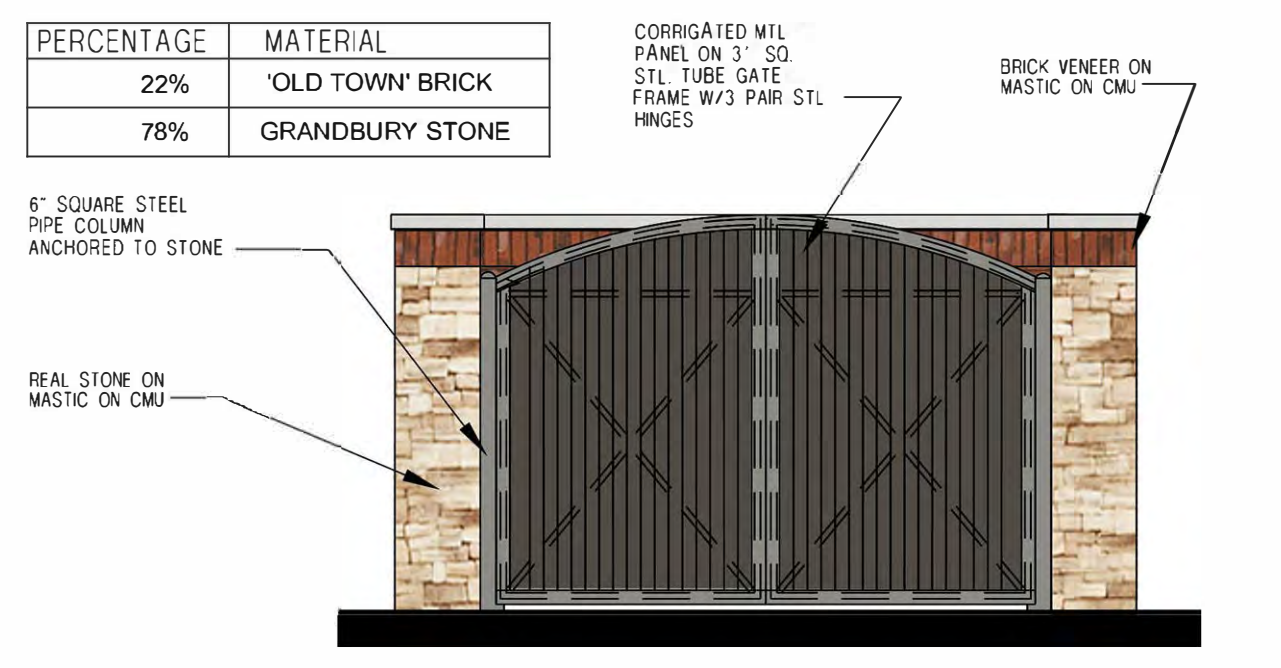 PERCENTAGE MATERIAL
22% 'OLD TOWN' BRICK
78% GRANDBURY STONE
CORRIGATED MTL
PANEL ON 3' SQ.
STL. TUBE GATE
FRAME W/3 PAIR STL
HINGES
BRICK VENEER ON
MASTIC ON CMU
6" SQUARE STEEL
PIPE COLUMN
ANCHORED TO STONE
REAL STONE ON
MASTIC ON CMU